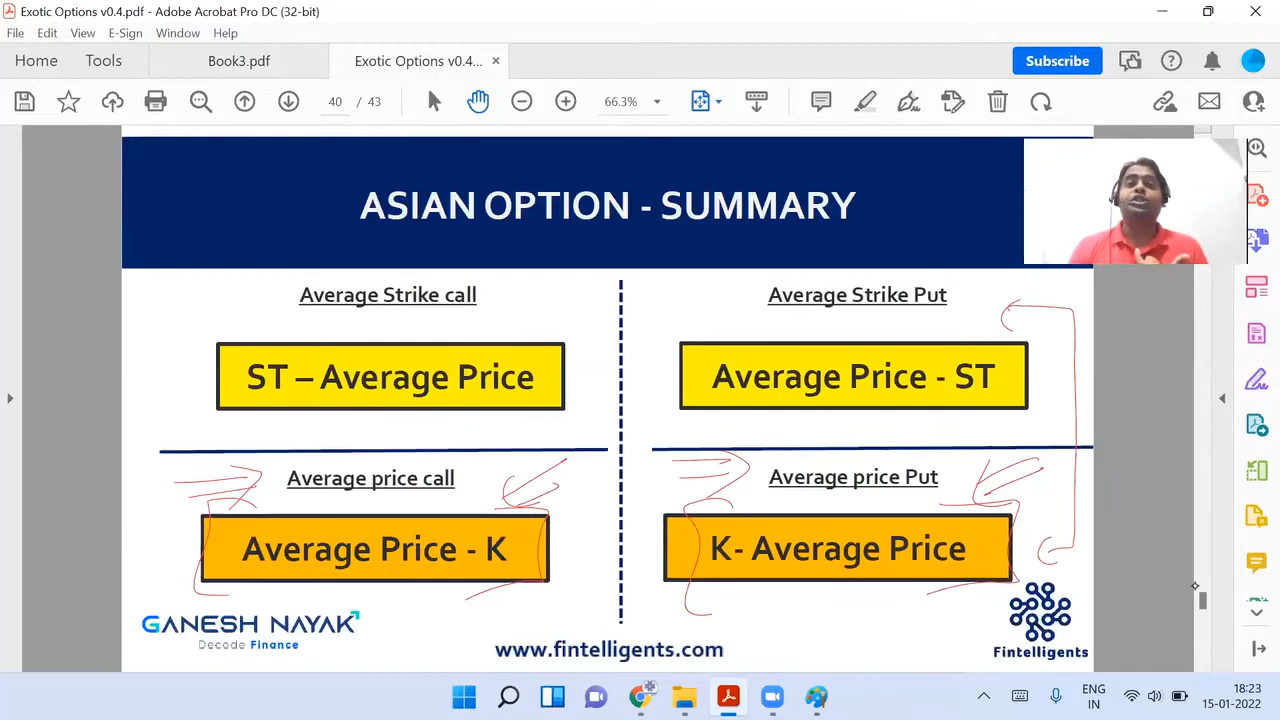 Exotic Options v0.4.pdf - Adobe Acrobat Pro DC (32-bit)
File Edit View E-Sign Window Help
Home Tools Book3.pdf Exotic Options v0.4... × Subscribe
40 / 43 66.3%
ASIAN OPTION - SUMMARY
Average Strike call
Average Strike Put
ST – Average Price
Average Price - ST
Average price call
Average price Put
Average Price - K
K- Average Price
GANESH NAYAK
Decode Finance
www.fintelligents.com
Fintelligents
ENG
IN
18:23
15-01-2022